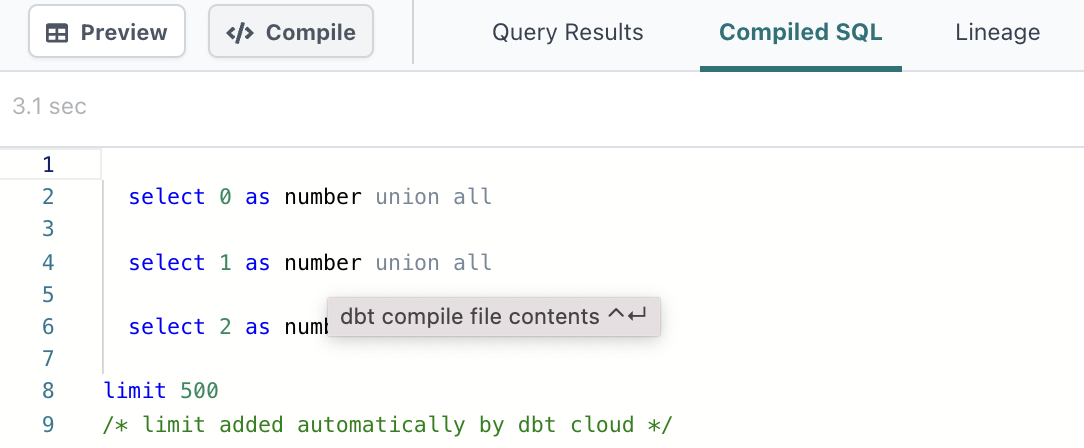 Preview
Compile
Query Results
Compiled SQL
Lineage
3.1 sec
1
2 select 0 as number union all
3
4 select 1 as number union all
5
6 select 2 as
dbt compile file contents ^↵
7
8 limit 500
9 /* limit added automatically by dbt cloud */